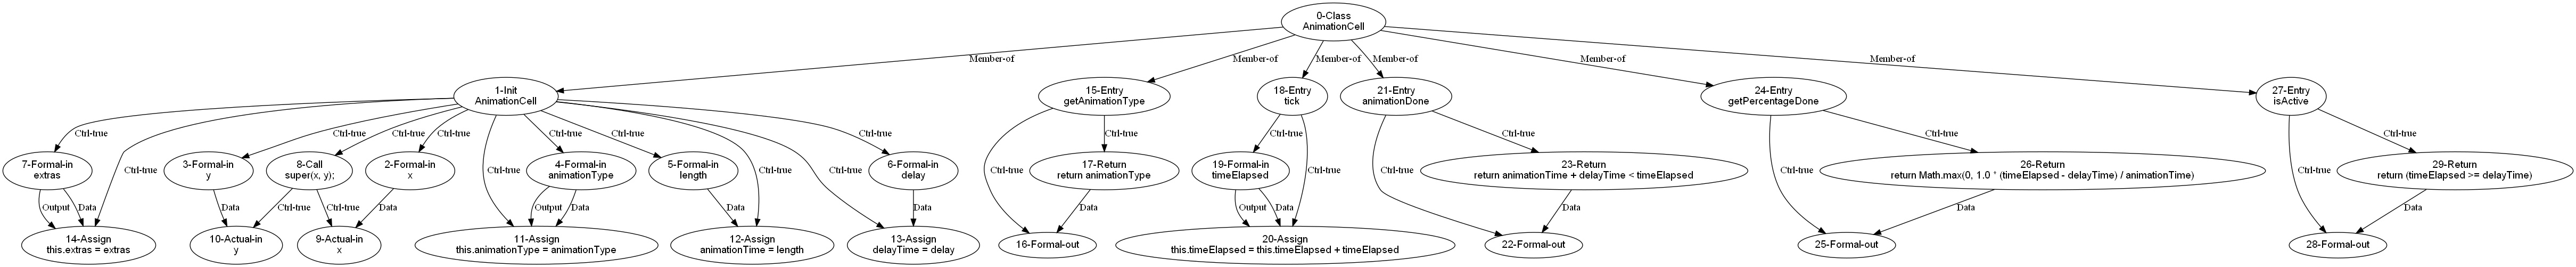 0-Class
AnimationCell
Member-of
Member-of
Member-of
Member-of
Member-of
Member-of
1-Init
AnimationCell
15-Entry
getAnimationType
18-Entry
tick
21-Entry
animationDone
24-Entry
getPercentageDone
27-Entry
isActive
Ctrl-true
Ctrl-true
Ctrl-true
Ctrl-true
Ctrl-true
Ctrl-true
Ctrl-true
Ctrl-true
Ctrl-true
Ctrl-true
Ctrl-true
Ctrl-true
Ctrl-true
7-Formal-in
extras
Ctrl-true
3-Formal-in
y
8-Call
super(x, y);
2-Formal-in
x
Ctrl-true
4-Formal-in
animationType
5-Formal-in
length
Ctrl-true
Ctrl-true
6-Formal-in
delay
Ctrl-true
17-Return
return animationType
19-Formal-in
timeElapsed
Ctrl-true
Ctrl-true
23-Return
return animationTime + delayTime < timeElapsed
Ctrl-true
26-Return
return Math.max(0, 1.0 * (timeElapsed - delayTime) / animationTime)
Ctrl-true
29-Return
return (timeElapsed >= delayTime)
Output
Data
Data
Ctrl-true
Ctrl-true
Data
Output
Data
Data
Data
Data
Output
Data
Data
Data
Data
14-Assign
this.extras = extras
10-Actual-in
y
9-Actual-in
x
11-Assign
this.animationType = animationType
12-Assign
animationTime = length
13-Assign
delayTime = delay
16-Formal-out
20-Assign
this.timeElapsed = this.timeElapsed + timeElapsed
22-Formal-out
25-Formal-out
28-Formal-out